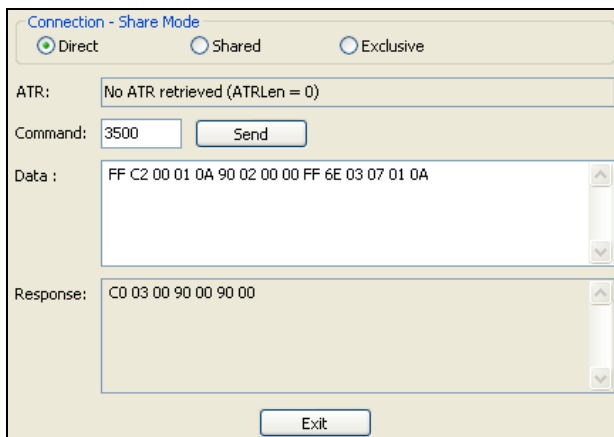 Connection - Share Mode
Direct Shared Exclusive
ATR: No ATR retrieved (ATRLen = 0)
Command: 3500 Send
Data : FF C2 00 01 0A 90 02 00 00 FF 6E 03 07 01 0A
Response: C0 03 00 90 00 90 00
Exit